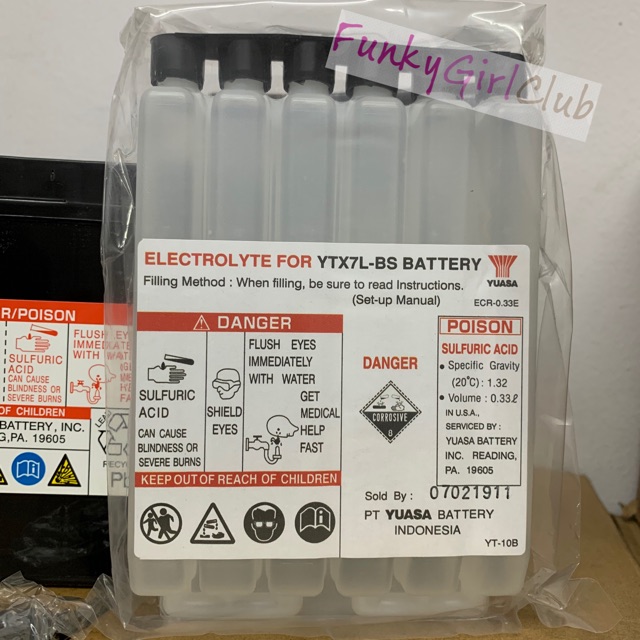 FunkyGirlClub
ELECTROLYTE FOR YTX7L-BS BATTERY
YUASA
Filling Method : When filling, be sure to read Instructions.
(Set-up Manual)
ECR-0.33E
DANGER
SULFURIC
ACID
CAN CAUSE
BLINDNESS OR
SEVERE BURNS
SHIELD
EYES
FLUSH EYES
IMMEDIATELY
WITH WATER
GET
MEDICAL
HELP
FAST
KEEP OUT OF REACH OF CHILDREN
DANGER
CORROSIVE
8
POISON
SULFURIC ACID
• Specific Gravity
(20°C) : 1.32
• Volume : 0.33ℓ
IN U.S.A.,
SERVICED BY :
YUASA BATTERY
INC. READING,
PA. 19605
Sold By : 07021911
PT YUASA BATTERY
INDONESIA
YT-10B
R/POISON
SULFURIC
ACID
CAN CAUSE
BLINDNESS OR
SEVERE BURNS
FLUSH EYES
IMMEDIATELY
WITH WATER
OF CHILDREN
BATTERY, INC.
G,PA. 19605